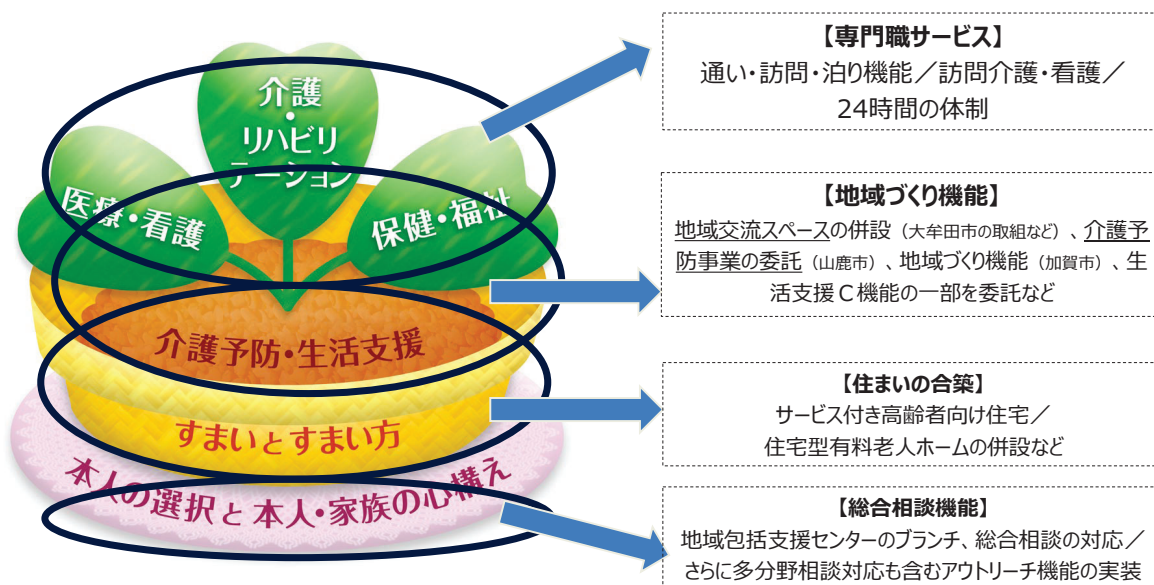 介護
・
リハビリ
テーション
医療・看護
保健・福祉
介護予防・生活支援
すまいとすまい方
本人の選択と本人・家族の心構え
【専門職サービス】
通い・訪問・泊り機能／訪問介護・看護／
24時間の体制
【地域づくり機能】
地域交流スペースの併設（大牟田市の取組など）、介護予
防事業の委託（山鹿市）、地域づくり機能（加賀市）、生
活支援Ｃ機能の一部を委託など
【住まいの合築】
サービス付き高齢者向け住宅／
住宅型有料老人ホームの併設など
【総合相談機能】
地域包括支援センターのブランチ、総合相談の対応／
さらに多分野相談対応も含むアウトリーチ機能の実装